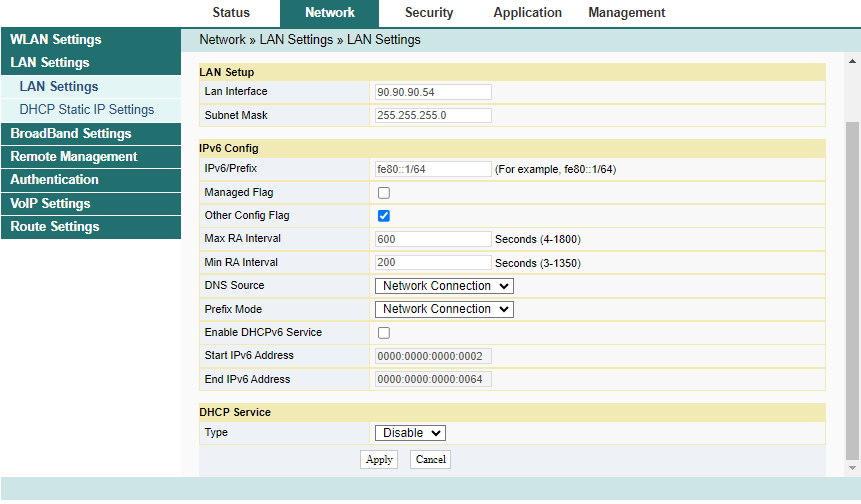 Status Network Security Application Management
WLAN Settings
LAN Settings
LAN Settings
DHCP Static IP Settings
BroadBand Settings
Remote Management
Authentication
VoIP Settings
Route Settings
Network » LAN Settings » LAN Settings
LAN Setup
Lan Interface 90.90.90.54
Subnet Mask 255.255.255.0
IPv6 Config
IPv6/Prefix fe80::1/64 (For example, fe80::1/64)
Managed Flag
Other Config Flag
Max RA Interval 600 Seconds (4-1800)
Min RA Interval 200 Seconds (3-1350)
DNS Source Network Connection
Prefix Mode Network Connection
Enable DHCPv6 Service
Start IPv6 Address 0000:0000:0000:0002
End IPv6 Address 0000:0000:0000:0064
DHCP Service
Type Disable
Apply Cancel